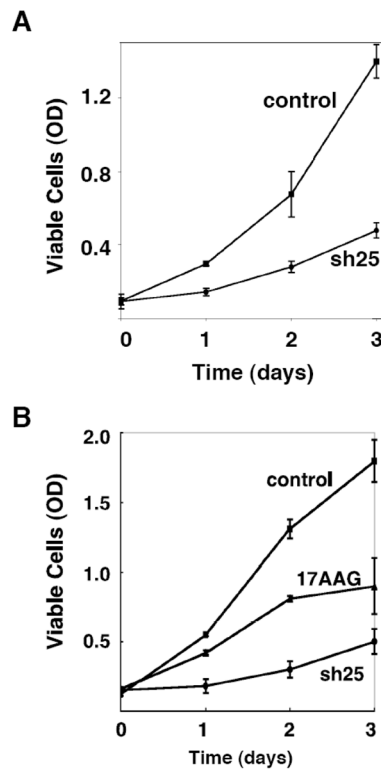 A
Viable Cells (OD)
1.2
0.8
0.4
control
sh25
0 1 2 3
Time (days)
B
Viable Cells (OD)
2.0
1.5
1.0
0.5
control
17AAG
sh25
0 1 2 3
Time (days)